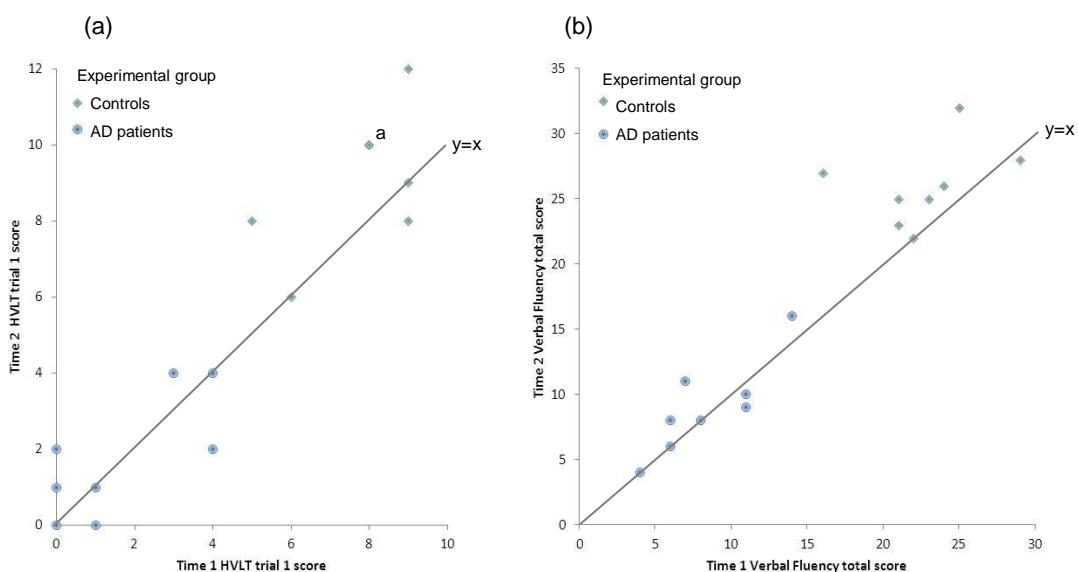 (a)
Experimental group
Controls
AD patients
a
y=x
12
10
8
6
4
2
0
0 2 4 6 8 10
Time 2 HVLT trial 1 score
Time 1 HVLT trial 1 score
(b)
Experimental group
Controls
AD patients
y=x
35
30
25
20
15
10
5
0
0 5 10 15 20 25 30
Time 2 Verbal Fluency total score
Time 1 Verbal Fluency total score